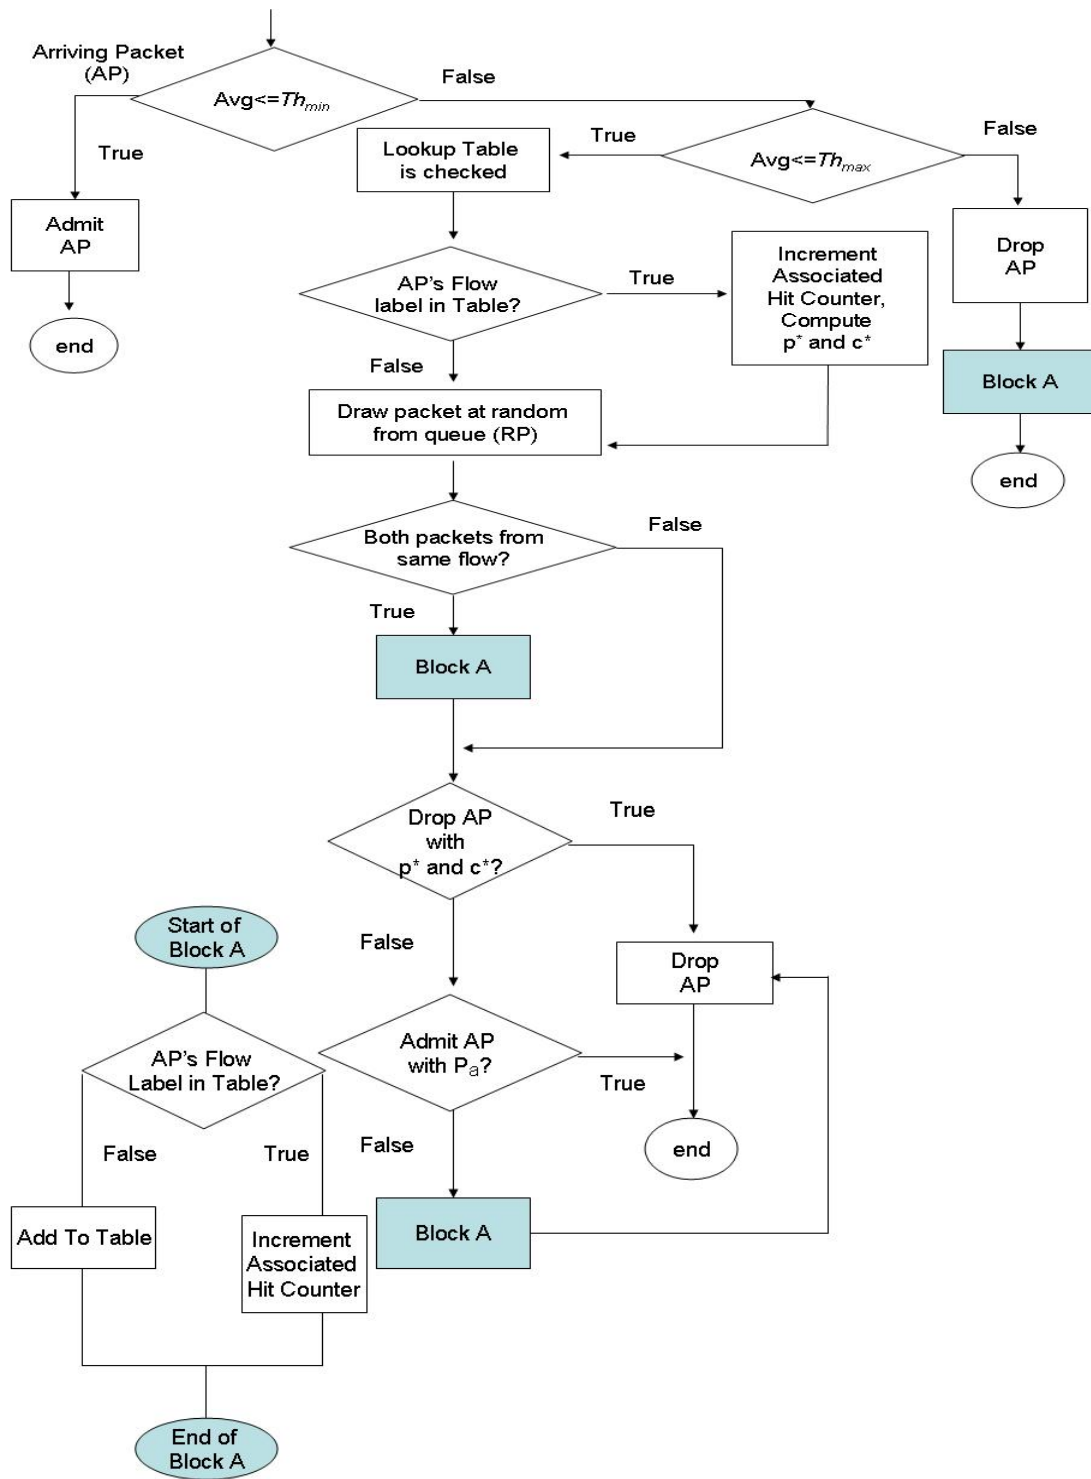 Arriving Packet
(AP)
Avg<=Th_min
False
True
Avg<=Th_max
True
False
Lookup Table
is checked
Admit
AP
end
Drop
AP
AP's Flow
label in Table?
True
Increment
Associated
Hit Counter,
Compute
p* and c*
Block A
end
False
Draw packet at random
from queue (RP)
Both packets from
same flow?
False
True
Block A
Drop AP
with
p* and c*?
True
False
Drop
AP
Admit AP
with Pa?
True
False
end
Block A
Start of
Block A
AP's Flow
Label in Table?
False
True
Add To Table
Increment
Associated
Hit Counter
End of
Block A